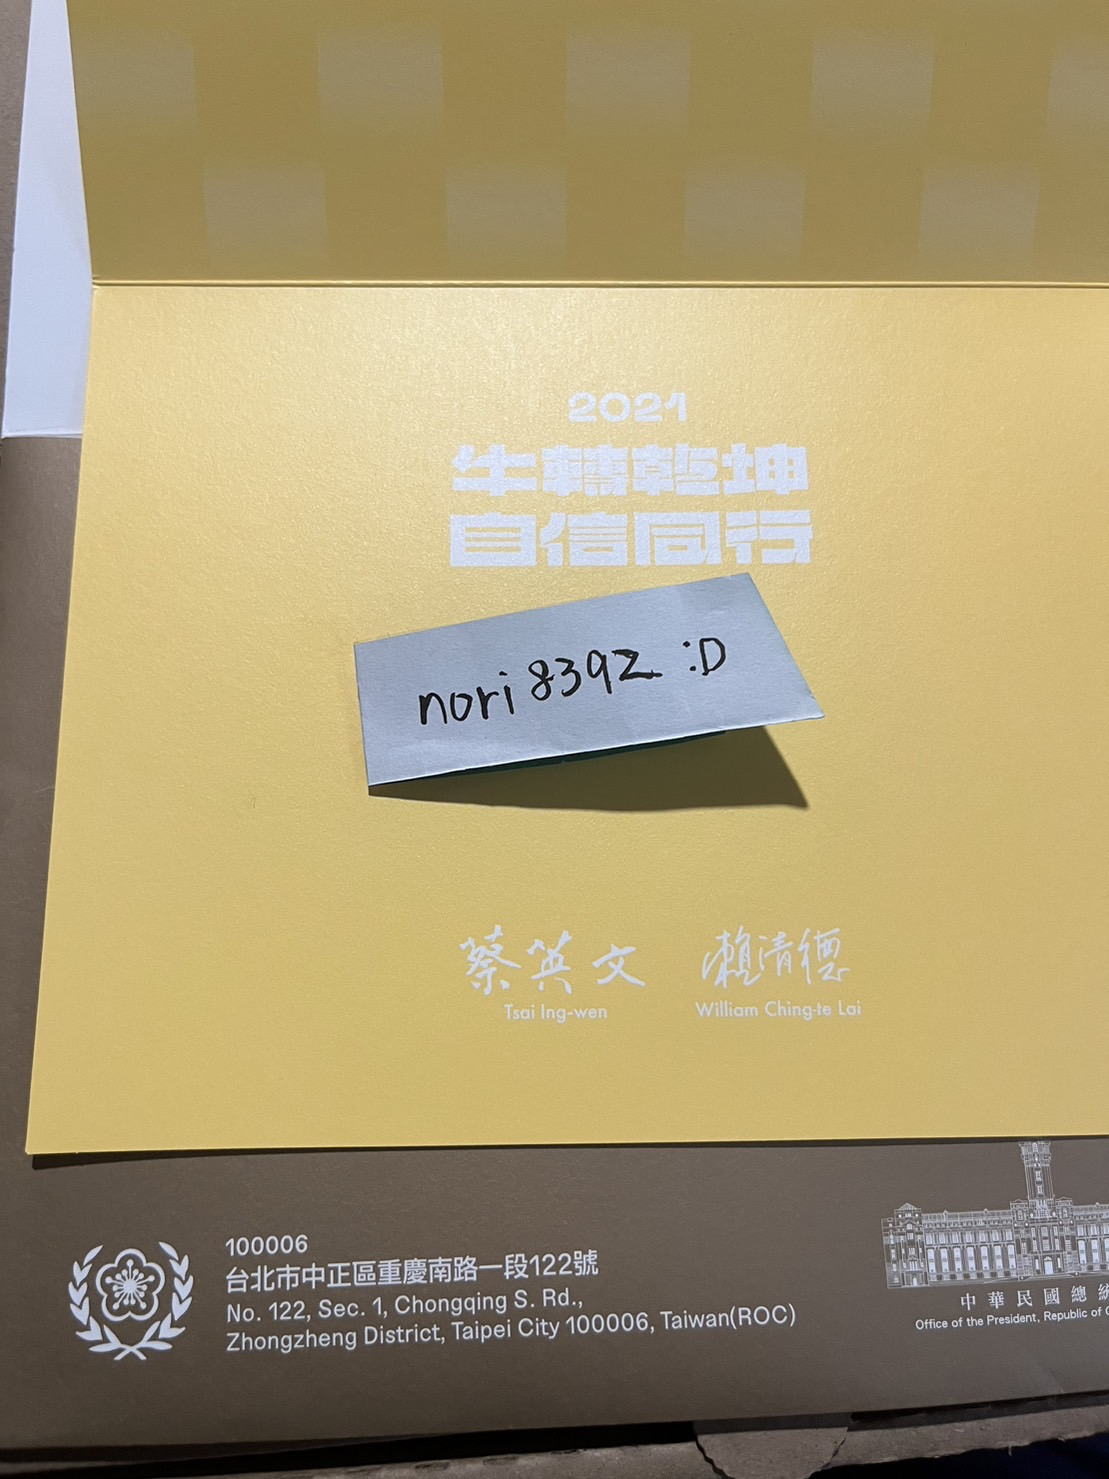 2021
牛轉乾坤
自信同行
nori8392 :D
蔡英文 賴清德
Tsai Ing-wen William Ching-te Lai
100006
台北市中正區重慶南路一段122號
No. 122, Sec. 1, Chongqing S. Rd.,
Zhongzheng District, Taipei City 100006, Taiwan(ROC)
中華民國總統
Office of the President, Republic of